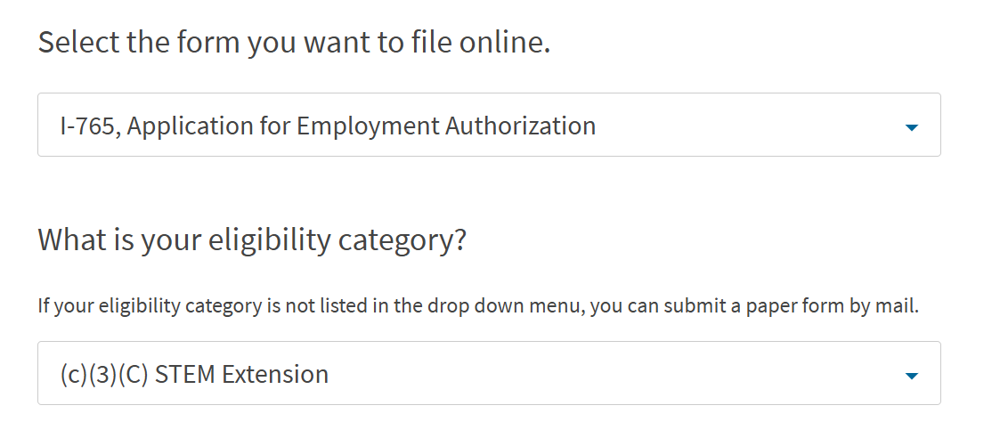 Select the form you want to file online.
I-765, Application for Employment Authorization
What is your eligibility category?
If your eligibility category is not listed in the drop down menu, you can submit a paper form by mail.
(c)(3)(C) STEM Extension